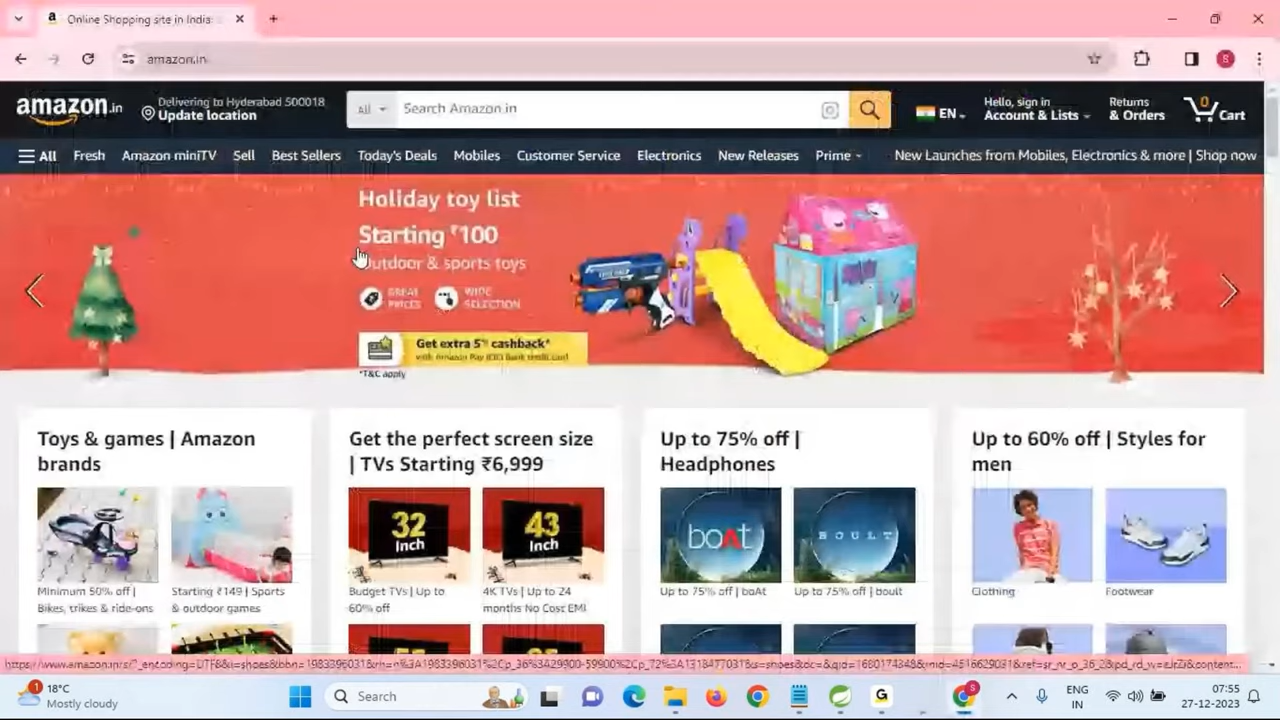 Online Shopping site in India:
amazon.in
amazon.in
Delivering to Hyderabad 500018
Update location
All
Search Amazon.in
EN
Hello, sign in
Account & Lists
Returns
& Orders
0
Cart
All
Fresh
Amazon miniTV
Sell
Best Sellers
Today's Deals
Mobiles
Customer Service
Electronics
New Releases
Prime
New Launches from Mobiles, Electronics & more | Shop now
Holiday toy list
Starting ₹100
Outdoor & sports toys
GREAT
PRICES
WIDE
SELECTION
Get extra 5% cashback*
with Amazon Pay ICICI Bank credit card
*T&C apply
Toys & games | Amazon
brands
Get the perfect screen size
| TVs Starting ₹6,999
Up to 75% off |
Headphones
Up to 60% off | Styles for
men
32
Inch
43
Inch
boAt
BOULT
Minimum 50% off |
Bikes, trikes & ride-ons
Starting ₹149 | Sports
& outdoor games
Budget TVs | Up to
60% off
4K TVs | Up to 24
months No Cost EMI
Up to 75% off | boAt
Up to 75% off | boult
Clothing
Footwear
1
18°C
Mostly cloudy
Search
G
S
5
ENG
IN
07:55
27-12-2023